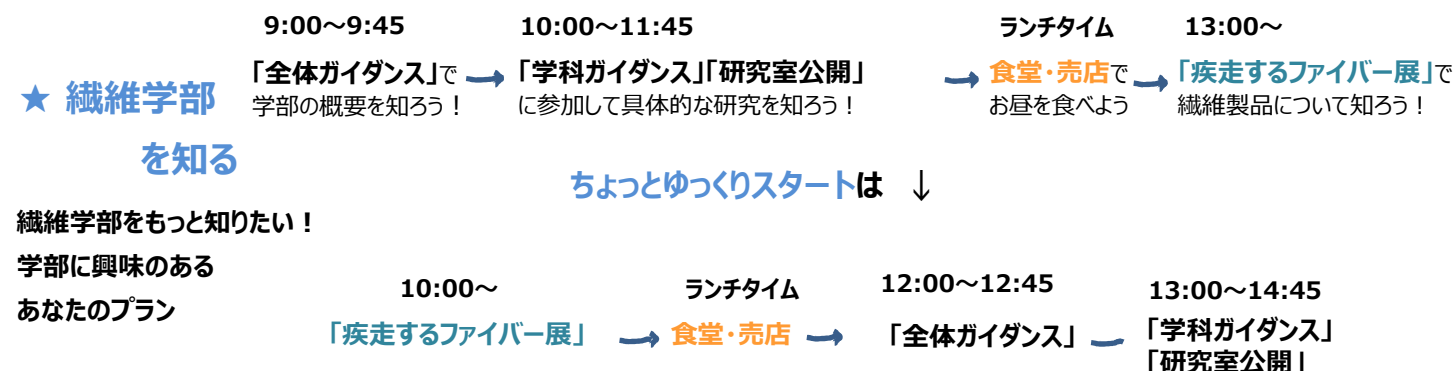 9:00～9:45
「全体ガイダンス」で
学部の概要を知ろう！
10:00～11:45
「学科ガイダンス」「研究室公開」
に参加して具体的な研究を知ろう！
ランチタイム
食堂・売店で
お昼を食べよう
13:00～
「疾走するファイバー展」で
繊維製品について知ろう！
★ 繊維学部
を知る
繊維学部をもっと知りたい！
学部に興味のある
あなたのプラン
ちょっとゆっくりスタートは ↓
10:00～
「疾走するファイバー展」
ランチタイム
食堂・売店
12:00～12:45
「全体ガイダンス」
13:00～14:45
「学科ガイダンス」
「研究室公開」